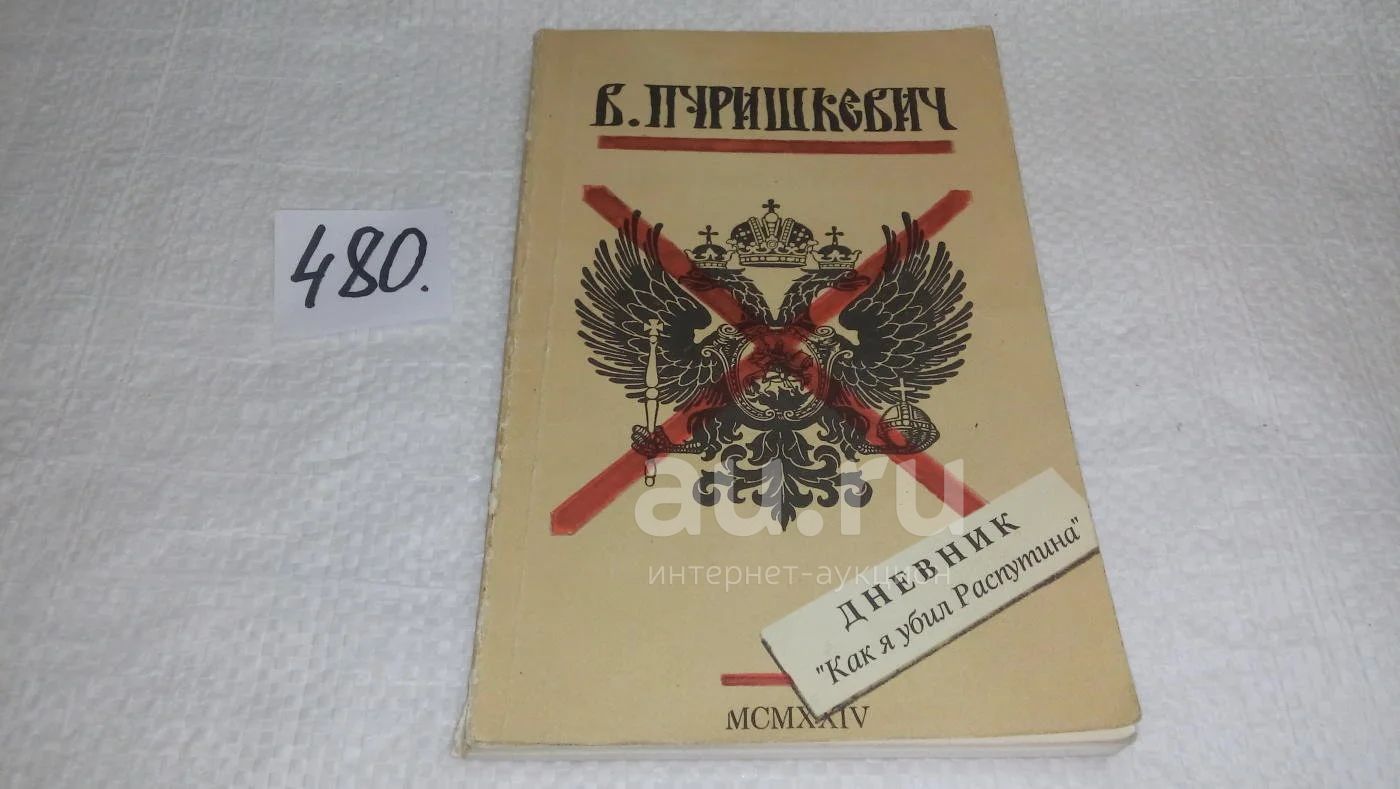 В. ПУРИШКЕВИЧ
480.
au.ru
интернет-аукцион
ДНЕВНИК
"Как я убил Распутина"
MCMXXIV